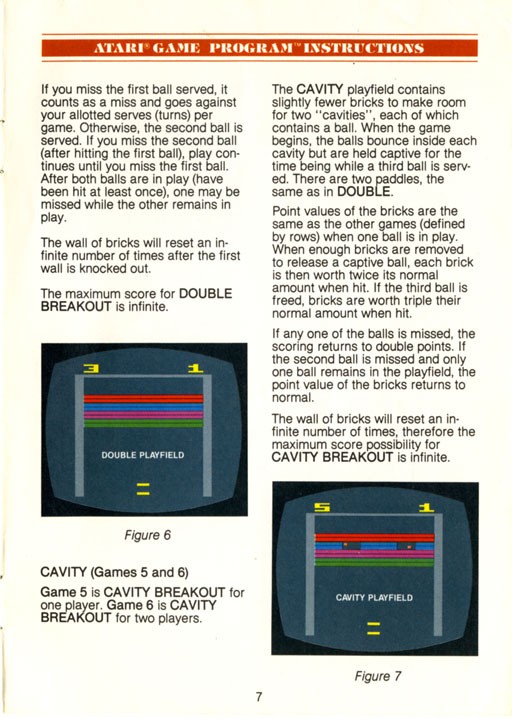 ATARI® GAME PROGRAM™ INSTRUCTIONS
If you miss the first ball served, it
counts as a miss and goes against
your allotted serves (turns) per
game. Otherwise, the second ball is
served. If you miss the second ball
(after hitting the first ball), play con-
tinues until you miss the first ball.
After both balls are in play (have
been hit at least once), one may be
missed while the other remains in
play.
The wall of bricks will reset an in-
finite number of times after the first
wall is knocked out.
The maximum score for DOUBLE
BREAKOUT is infinite.
3 1
DOUBLE PLAYFIELD
Figure 6
CAVITY (Games 5 and 6)
Game 5 is CAVITY BREAKOUT for
one player. Game 6 is CAVITY
BREAKOUT for two players.
The CAVITY playfield contains
slightly fewer bricks to make room
for two "cavities", each of which
contains a ball. When the game
begins, the balls bounce inside each
cavity but are held captive for the
time being while a third ball is serv-
ed. There are two paddles, the
same as in DOUBLE.
Point values of the bricks are the
same as the other games (defined
by rows) when one ball is in play.
When enough bricks are removed
to release a captive ball, each brick
is then worth twice its normal
amount when hit. If the third ball is
freed, bricks are worth triple their
normal amount when hit.
If any one of the balls is missed, the
scoring returns to double points. If
the second ball is missed and only
one ball remains in the playfield, the
point value of the bricks returns to
normal.
The wall of bricks will reset an in-
finite number of times, therefore the
maximum score possibility for
CAVITY BREAKOUT is infinite.
5 1
CAVITY PLAYFIELD
Figure 7
7